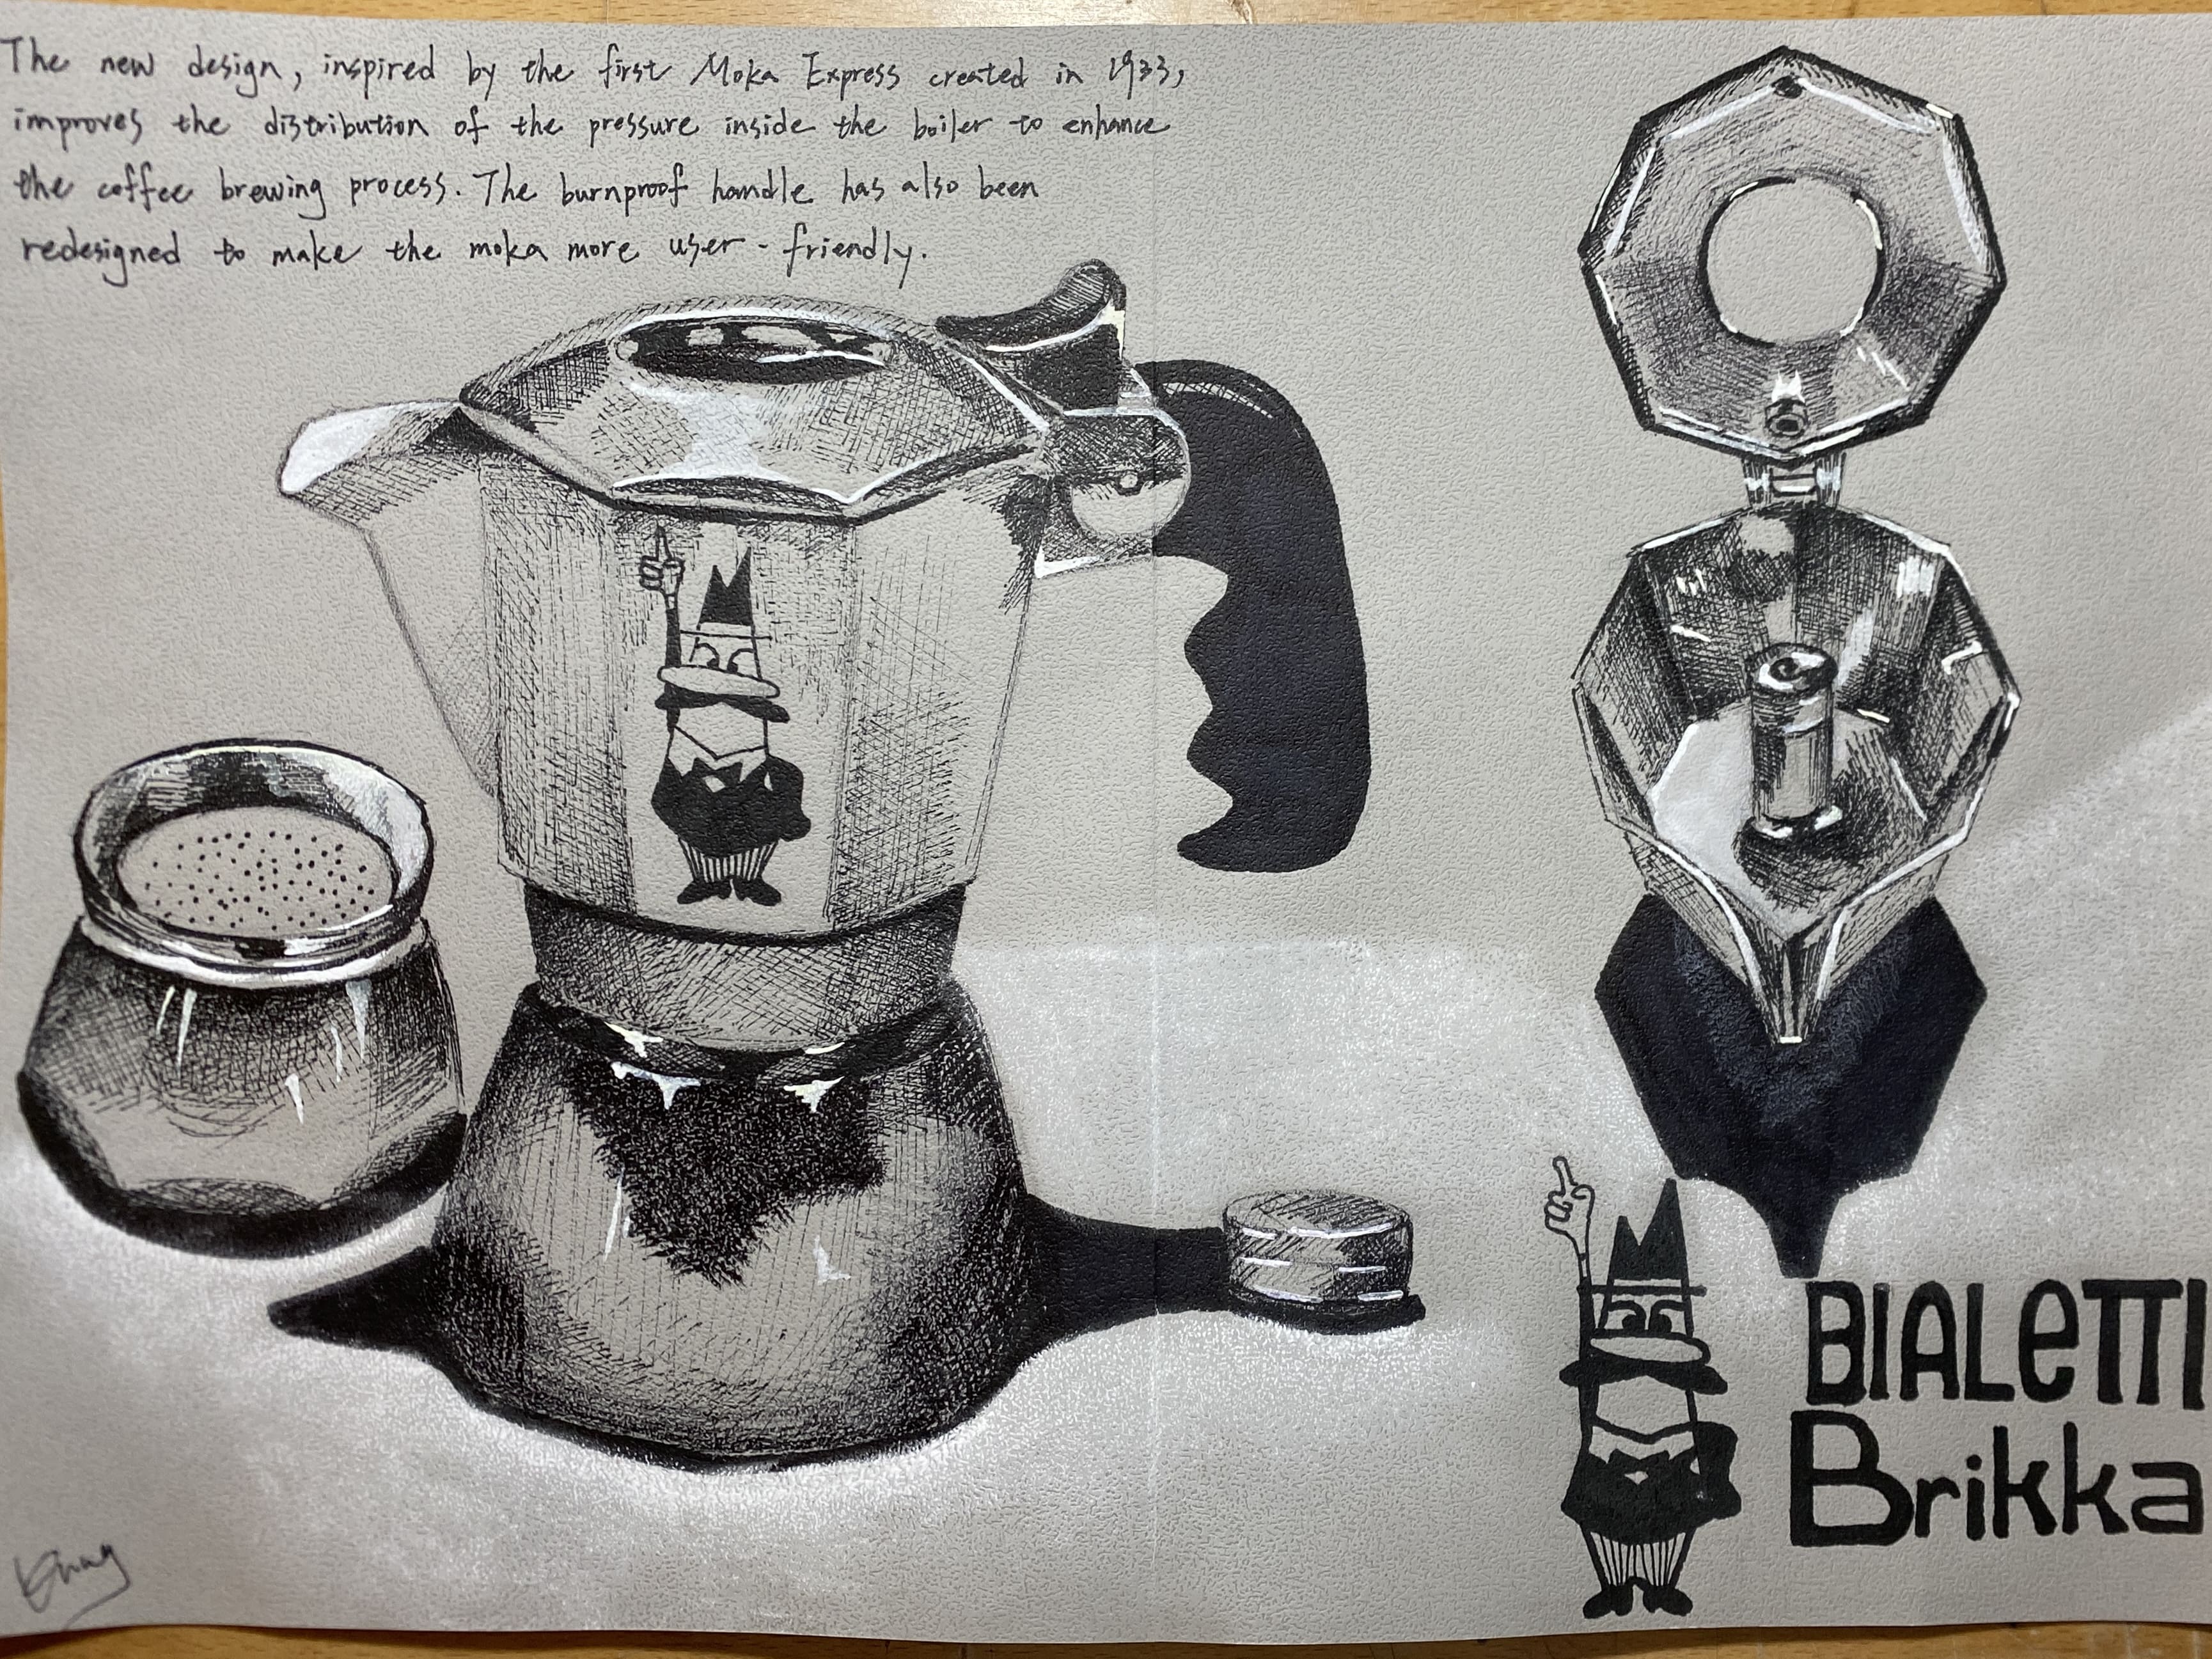 The new design, inspired by the first Moka Express created in 1933,
improves the distribution of the pressure inside the boiler to enhance
the coffee brewing process. The burnproof handle has also been
redesigned to make the moka more user-friendly.
BIALeTTI
Brikka